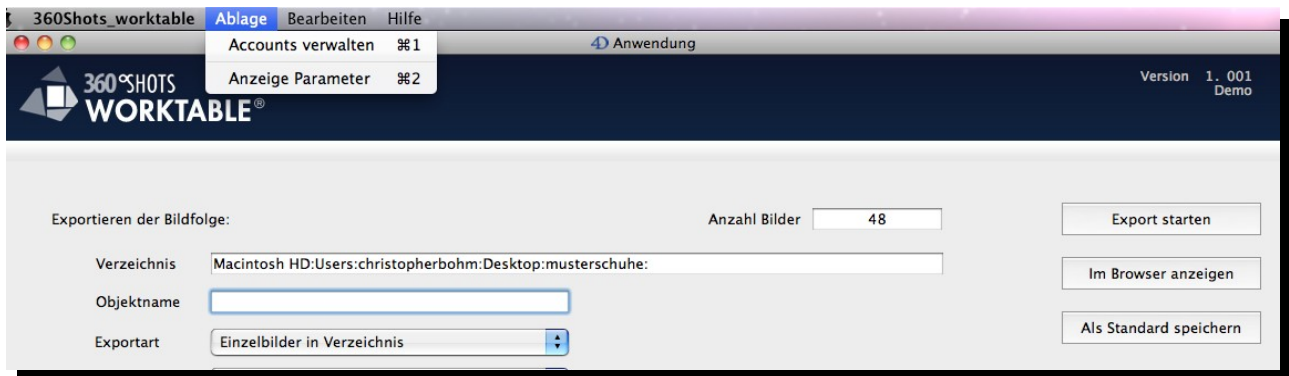 360Shots_worktable Ablage Bearbeiten Hilfe
Accounts verwalten ⌘1
Anzeige Parameter ⌘2
4D Anwendung
360°SHOTS
WORKTABLE®
Version 1. 001
Demo
Exportieren der Bildfolge:
Anzahl Bilder 48
Export starten
Verzeichnis Macintosh HD:Users:christopherbohm:Desktop:musterschuhe:
Im Browser anzeigen
Objektname
Als Standard speichern
Exportart Einzelbilder in Verzeichnis